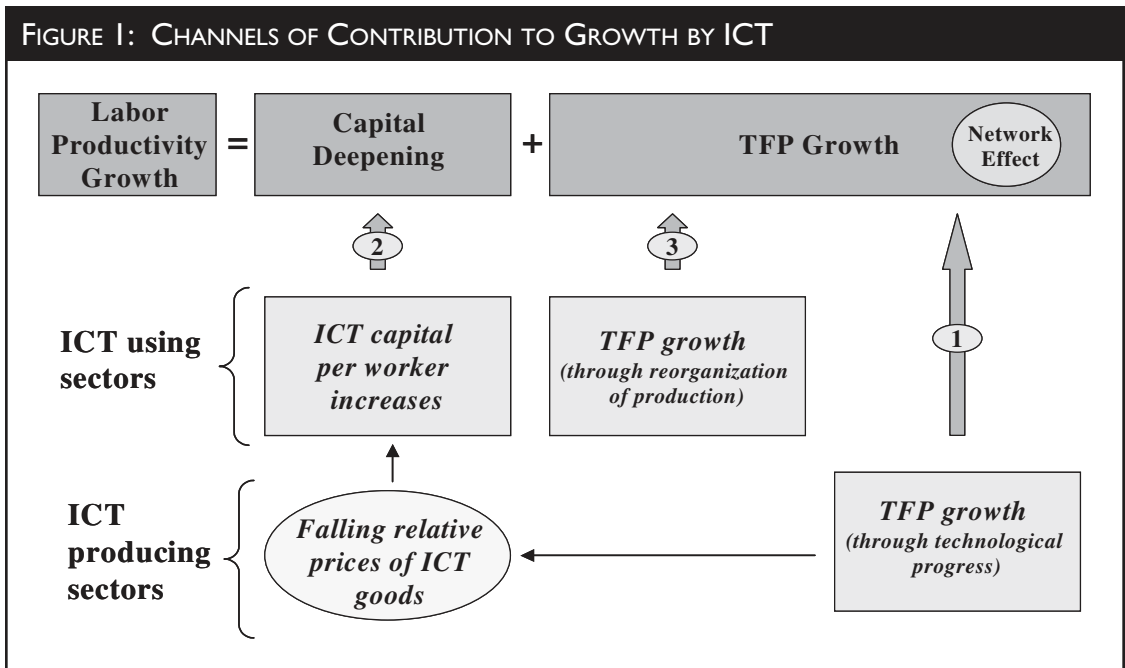 FIGURE 1: CHANNELS OF CONTRIBUTION TO GROWTH BY ICT
Labor
Productivity
Growth
=
Capital
Deepening
+
TFP Growth
Network
Effect
2
3
1
ICT using
sectors
ICT capital
per worker
increases
TFP growth
(through reorganization
of production)
ICT
producing
sectors
Falling relative
prices of ICT
goods
TFP growth
(through technological
progress)